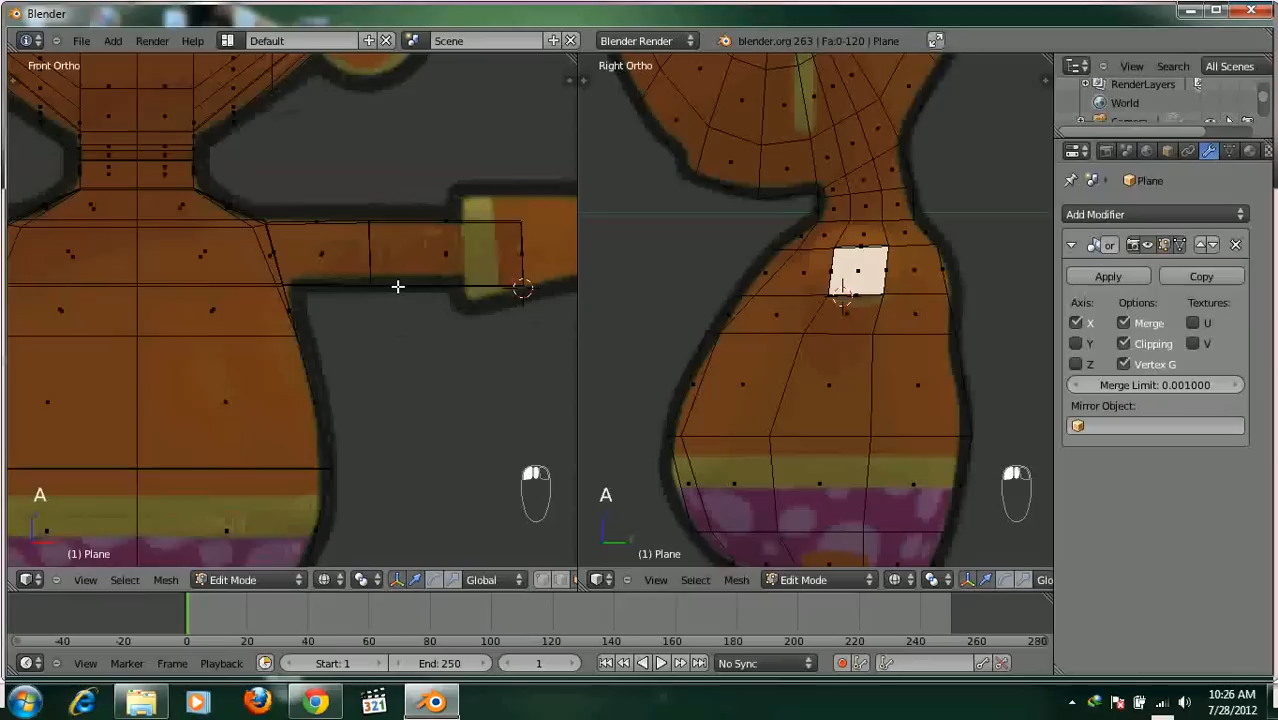 Blender
File Add Render Help Default Scene Blender Render blender.org 263 | Fa:0-120 | Plane
Front Ortho
Right Ortho
View Search All Scenes
RenderLayers
World
Plane
Add Modifier
or
Apply Copy
Axis: Options: Textures:
X Merge U
Y Clipping V
Z Vertex G
Merge Limit: 0.001000
Mirror Object:
A
A
(1) Plane
(1) Plane
View Select Mesh Edit Mode Global
View Select Mesh Edit Mode Glo
-40 -20 0 20 40 60 80 100 120 140 160 180 200 220 240 260 280
View Marker Frame Playback Start: 1 End: 250 1 No Sync
321
10:26 AM
7/28/2012